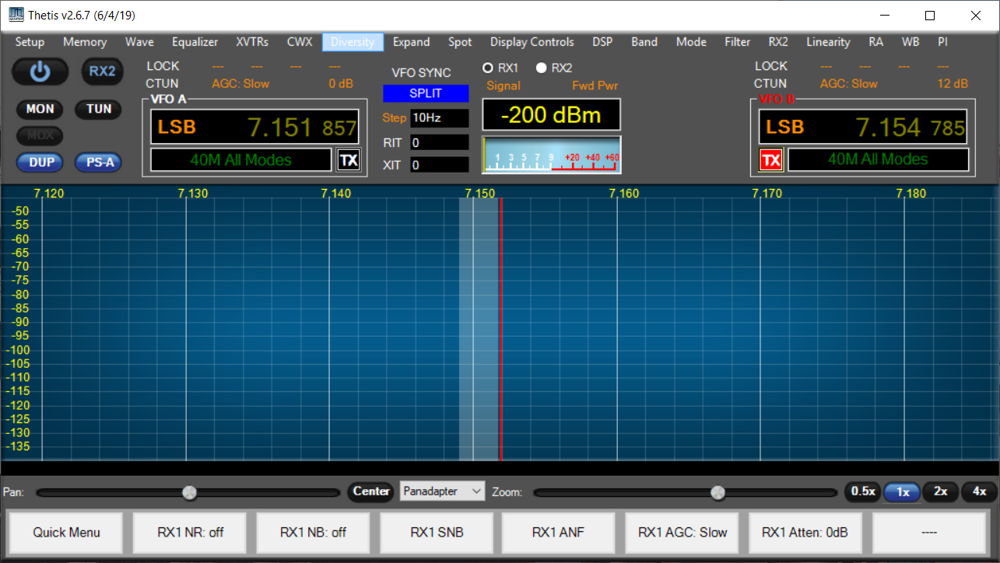 Thetis v2.6.7 (6/4/19)
Setup Memory Wave Equalizer XVTRs CWX Diversity Expand Spot Display Controls DSP Band Mode Filter RX2 Linearity RA WB PI
RX2
MON TUN
MOX
DUP PS-A
LOCK --- --- --- ---
CTUN AGC: Slow 0 dB
VFO A
LSB 7.151 857
40M All Modes TX
VFO SYNC
SPLIT
Step 10Hz
RIT 0
XIT 0
RX1 RX2
Signal Fwd Pwr
-200 dBm
1 3 5 7 9 +20 +40 +60
LOCK --- --- --- ---
CTUN AGC: Slow 12 dB
VFO B
LSB 7.154 785
TX 40M All Modes
7.120 7.130 7.140 7.150 7.160 7.170 7.180
-50
-55
-60
-65
-70
-75
-80
-85
-90
-95
-100
-105
-110
-115
-120
-125
-130
-135
Pan: Center Panadapter Zoom: 0.5x 1x 2x 4x
Quick Menu RX1 NR: off RX1 NB: off RX1 SNB RX1 ANF RX1 AGC: Slow RX1 Atten: 0dB ----